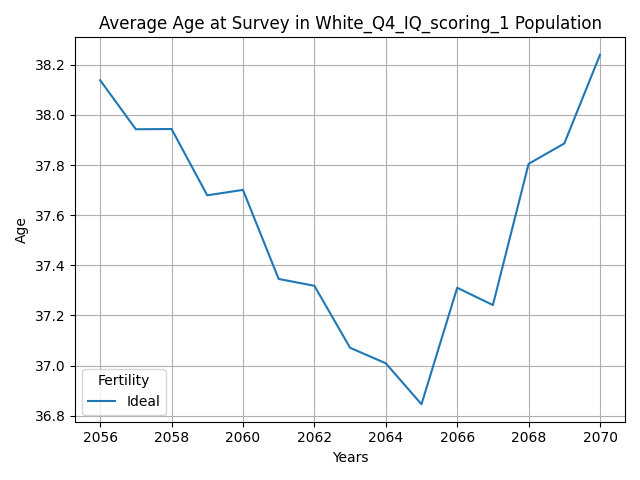 Average Age at Survey in White_Q4_IQ_scoring_1 Population
38.2
38.0
37.8
37.6
37.4
37.2
37.0
36.8
Age
Fertility
Ideal
2056 2058 2060 2062 2064 2066 2068 2070
Years